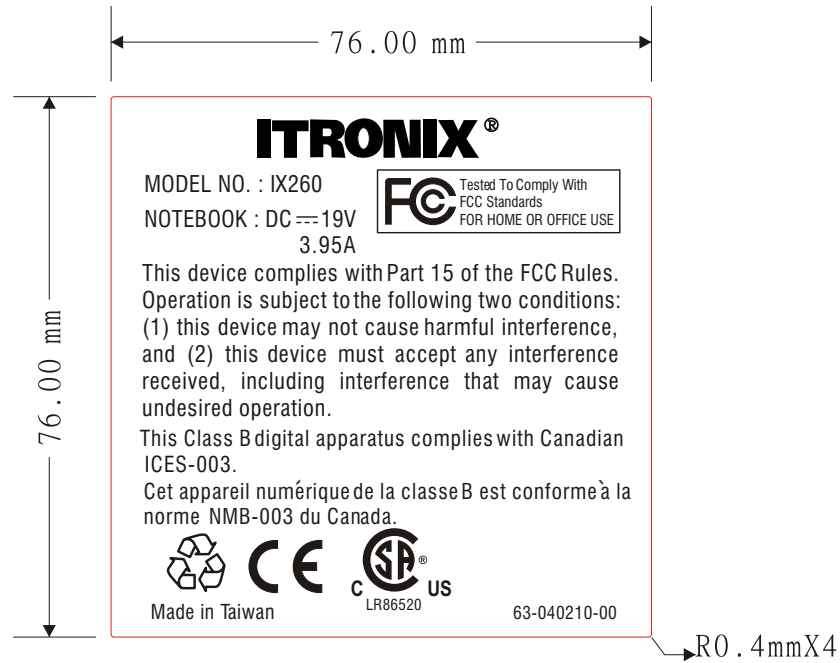 76.00 mm
76.00 mm
ITRONIX ®
MODEL NO. : IX260
NOTEBOOK : DC ⎓ 19V
3.95A
FC
Tested To Comply With
FCC Standards
FOR HOME OR OFFICE USE
This device complies with Part 15 of the FCC Rules.
Operation is subject to the following two conditions:
(1) this device may not cause harmful interference,
and (2) this device must accept any interference
received, including interference that may cause
undesired operation.
This Class B digital apparatus complies with Canadian
ICES-003.
Cet appareil numérique de la classe B est conforme à la
norme NMB-003 du Canada.
CE
C SA ® US
LR86520
Made in Taiwan
63-040210-00
R0.4mmX4